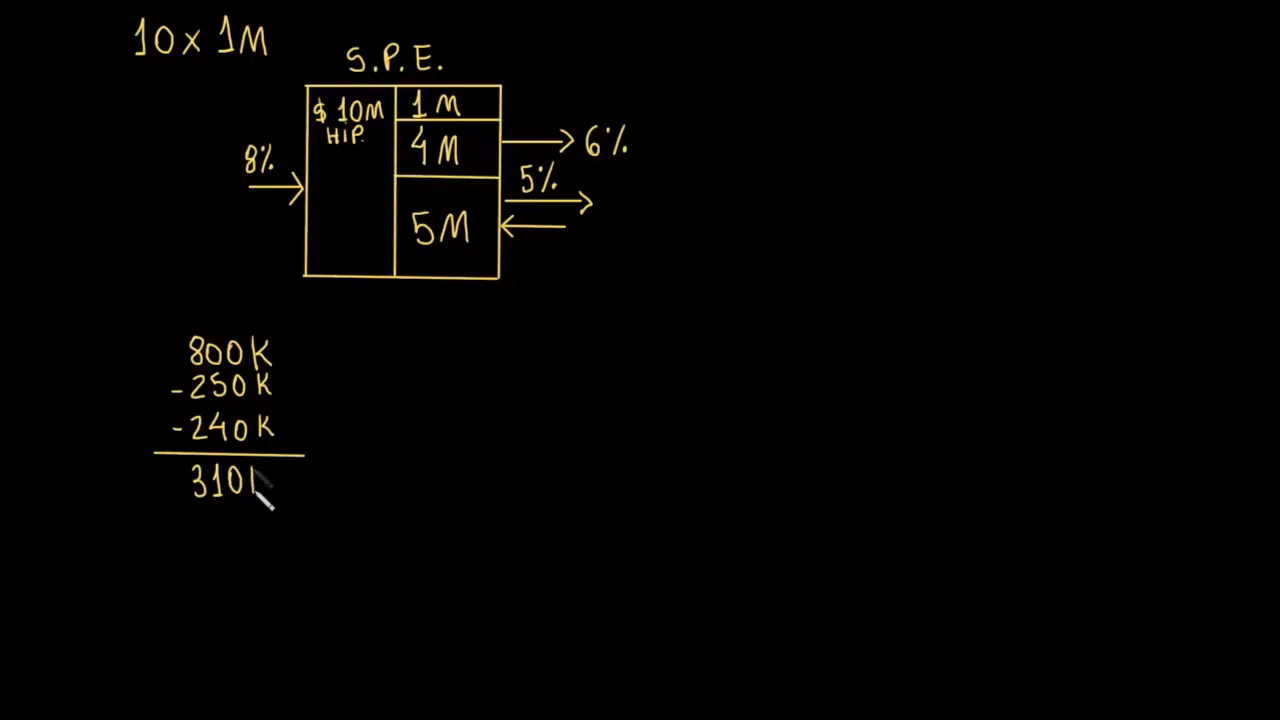 10 x 1M
S.P.E.
$ 10M
HiP.
1M
4M
5M
8%
6%
5%
800K
-250K
-240K
310